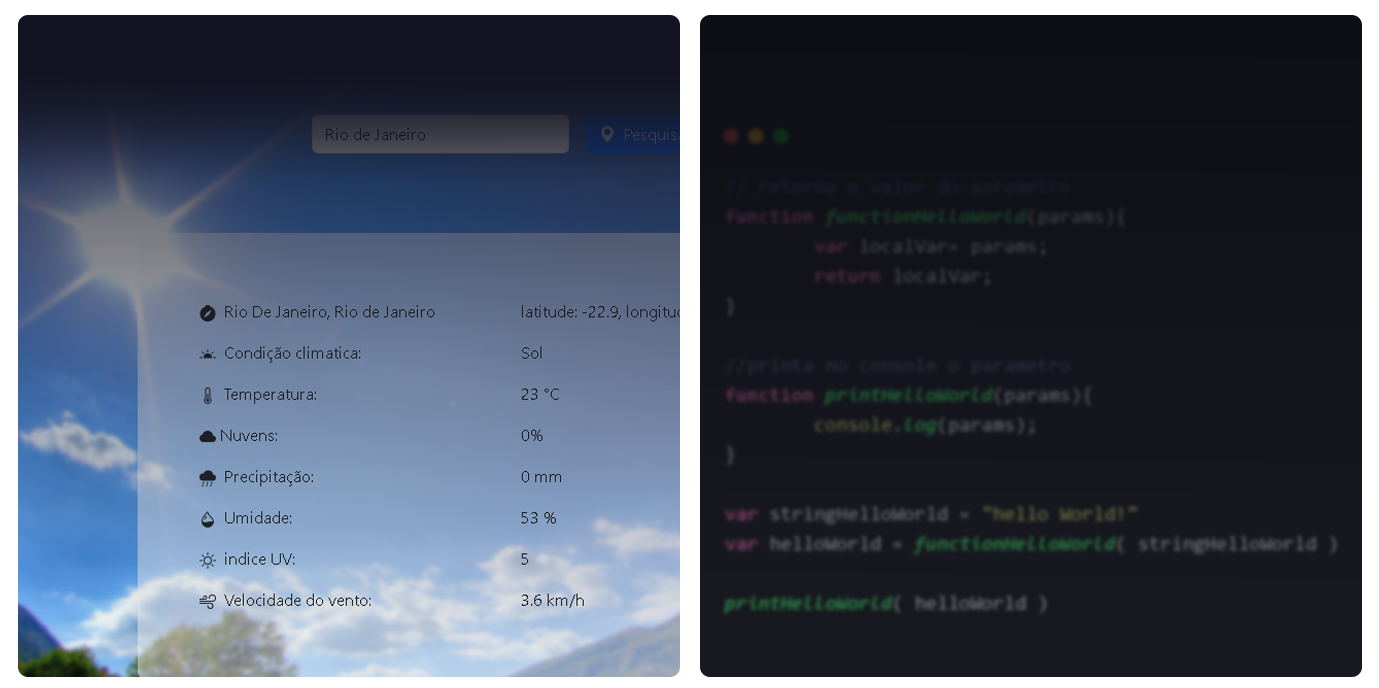 Rio de Janeiro
Pesquis
Rio De Janeiro, Rio de Janeiro latitude: -22.9, longitu
Condição climatica: Sol
Temperatura: 23 °C
Nuvens: 0%
Precipitação: 0 mm
Umidade: 53 %
indice UV: 5
Velocidade do vento: 3.6 km/h
// retorna o valor do parametro
function functionHelloWorld(params){
var localVar= params;
return localVar;
}
//printa no console o parametro
function printHelloWorld(params){
console.log(params);
}
var stringHelloWorld = "hello World!"
var helloWorld = functionHelloWorld( stringHelloWorld )
printHelloWorld( helloWorld )